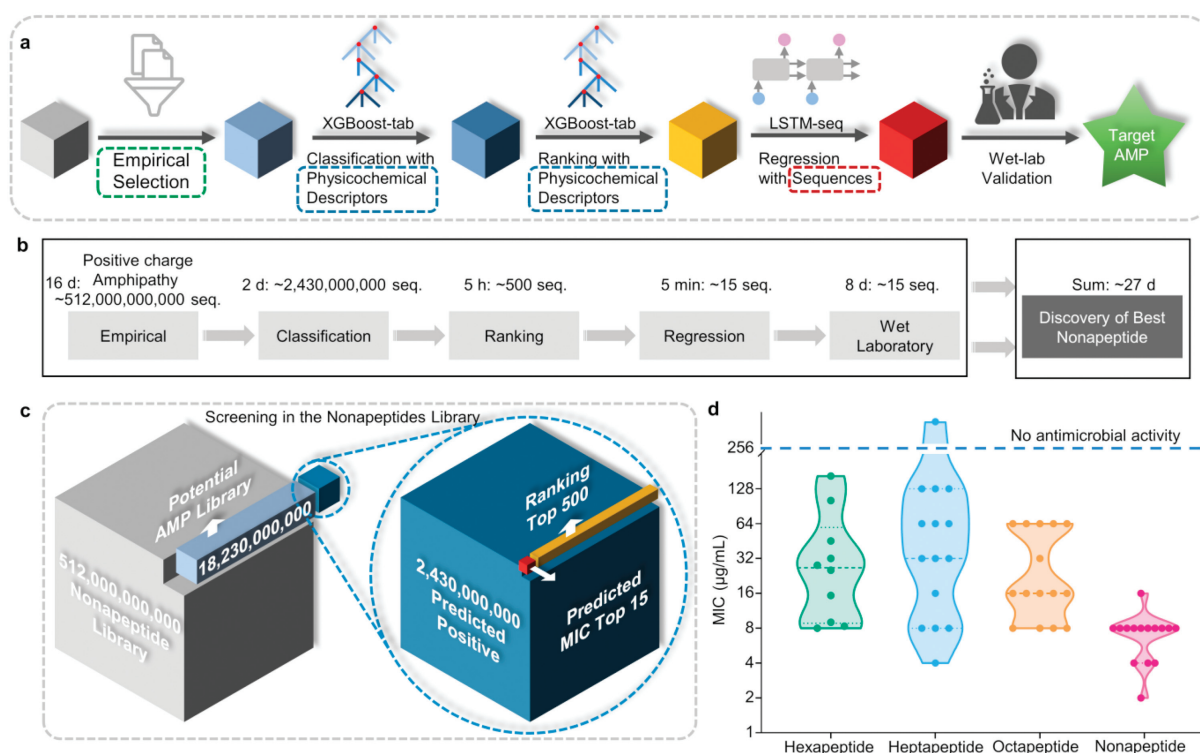 a
Empirical
Selection
XGBoost-tab
Classification with
Physicochemical
Descriptors
XGBoost-tab
Ranking with
Physicochemical
Descriptors
LSTM-seq
Regression
with Sequences
Wet-lab
Validation
Target
AMP
b
Positive charge
Amphipathy
16 d: ~512,000,000,000 seq.
Empirical
2 d: ~2,430,000,000 seq.
Classification
5 h: ~500 seq.
Ranking
5 min: ~15 seq.
Regression
8 d: ~15 seq.
Wet
Laboratory
Sum: ~27 d
Discovery of Best
Nonapeptide
c
Screening in the Nonapeptides Library
Potential
AMP Library
18,230,000,000
512,000,000,000
Nonapeptide
Library
Ranking
Top 500
2,430,000,000
Predicted
Positive
Predicted
MIC Top 15
d
MIC (μg/mL)
No antimicrobial activity
256
128
64
32
16
8
4
2
1
Hexapeptide Heptapeptide Octapeptide Nonapeptide